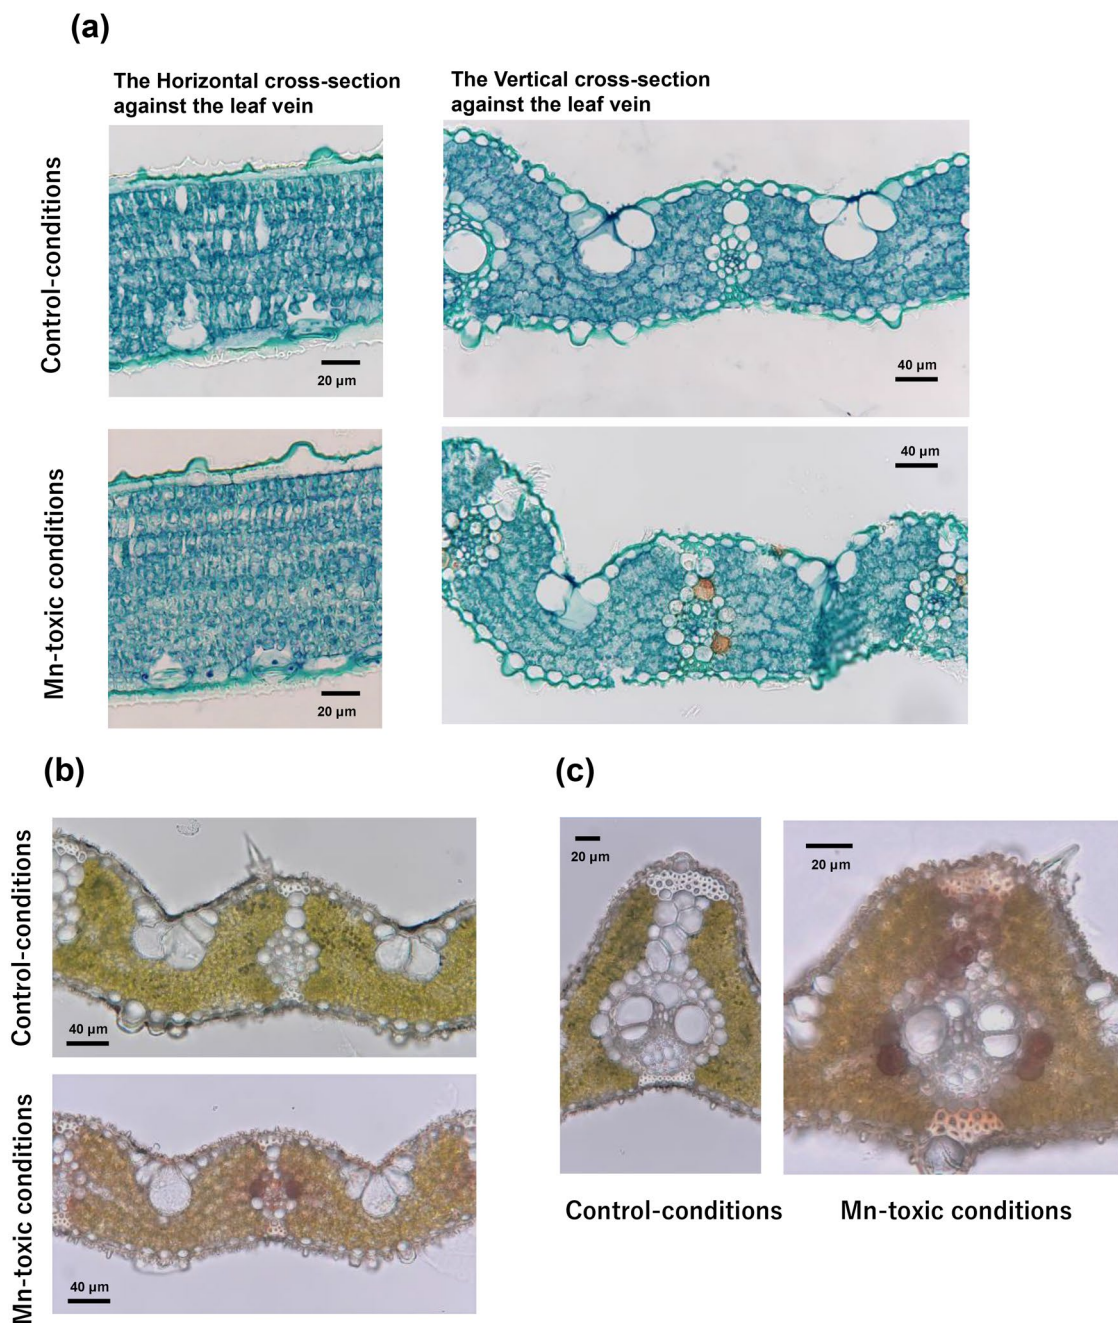 (a)
The Horizontal cross-section
against the leaf vein
The Vertical cross-section
against the leaf vein
Control-conditions
20 µm
40 µm
Mn-toxic conditions
20 µm
40 µm
(b)
Control-conditions
40 µm
Mn-toxic conditions
40 µm
(c)
20 µm
20 µm
Control-conditions
Mn-toxic conditions